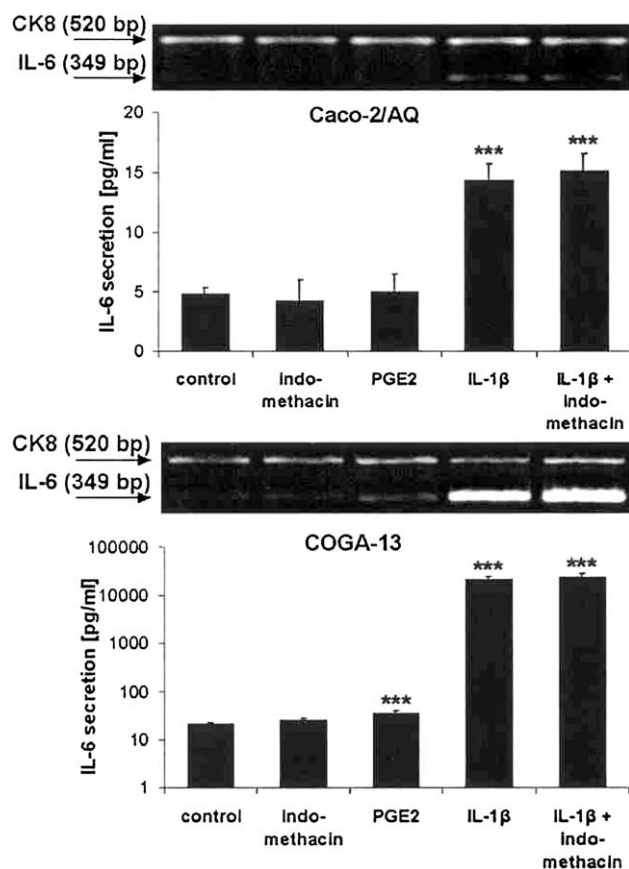 CK8 (520 bp)
IL-6 (349 bp)
Caco-2/AQ
20
15
10
5
0
IL-6 secretion [pg/ml]
*** ***
control indo- PGE2 IL-1β IL-1β +
methacin indo-
methacin
CK8 (520 bp)
IL-6 (349 bp)
COGA-13
100000
10000
1000
100
10
1
IL-6 secretion [pg/ml]
*** *** ***
control indo- PGE2 IL-1β IL-1β +
methacin indo-
methacin